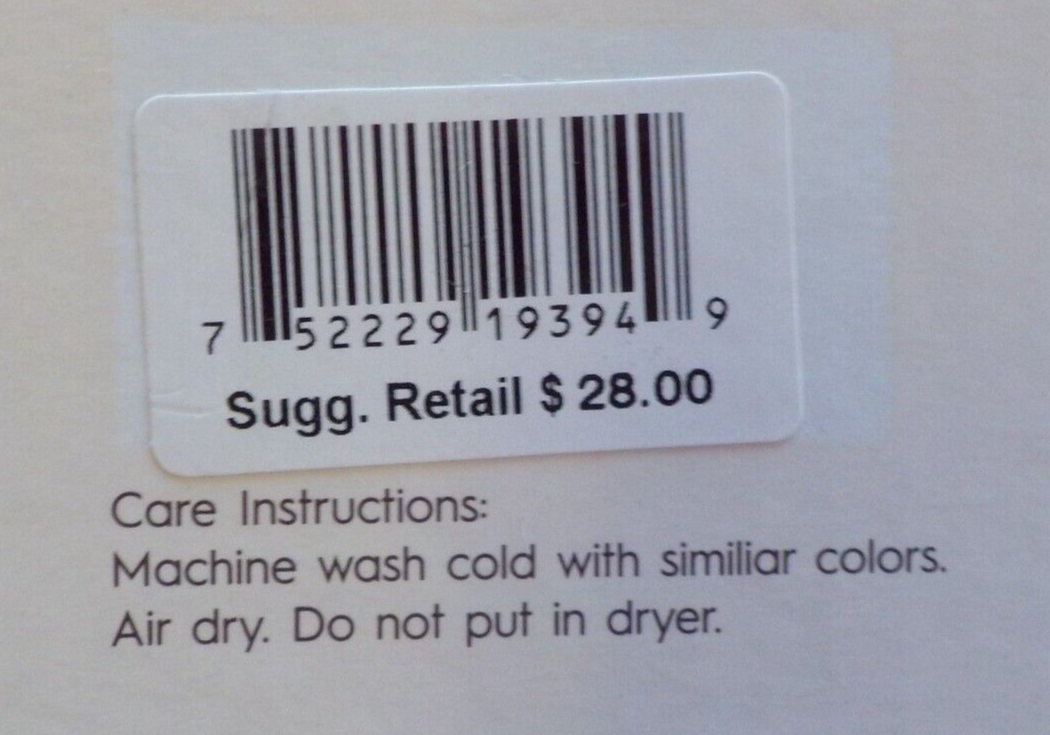 7 52229 19394 9
Sugg. Retail $ 28.00
Care Instructions:
Machine wash cold with similiar colors.
Air dry. Do not put in dryer.